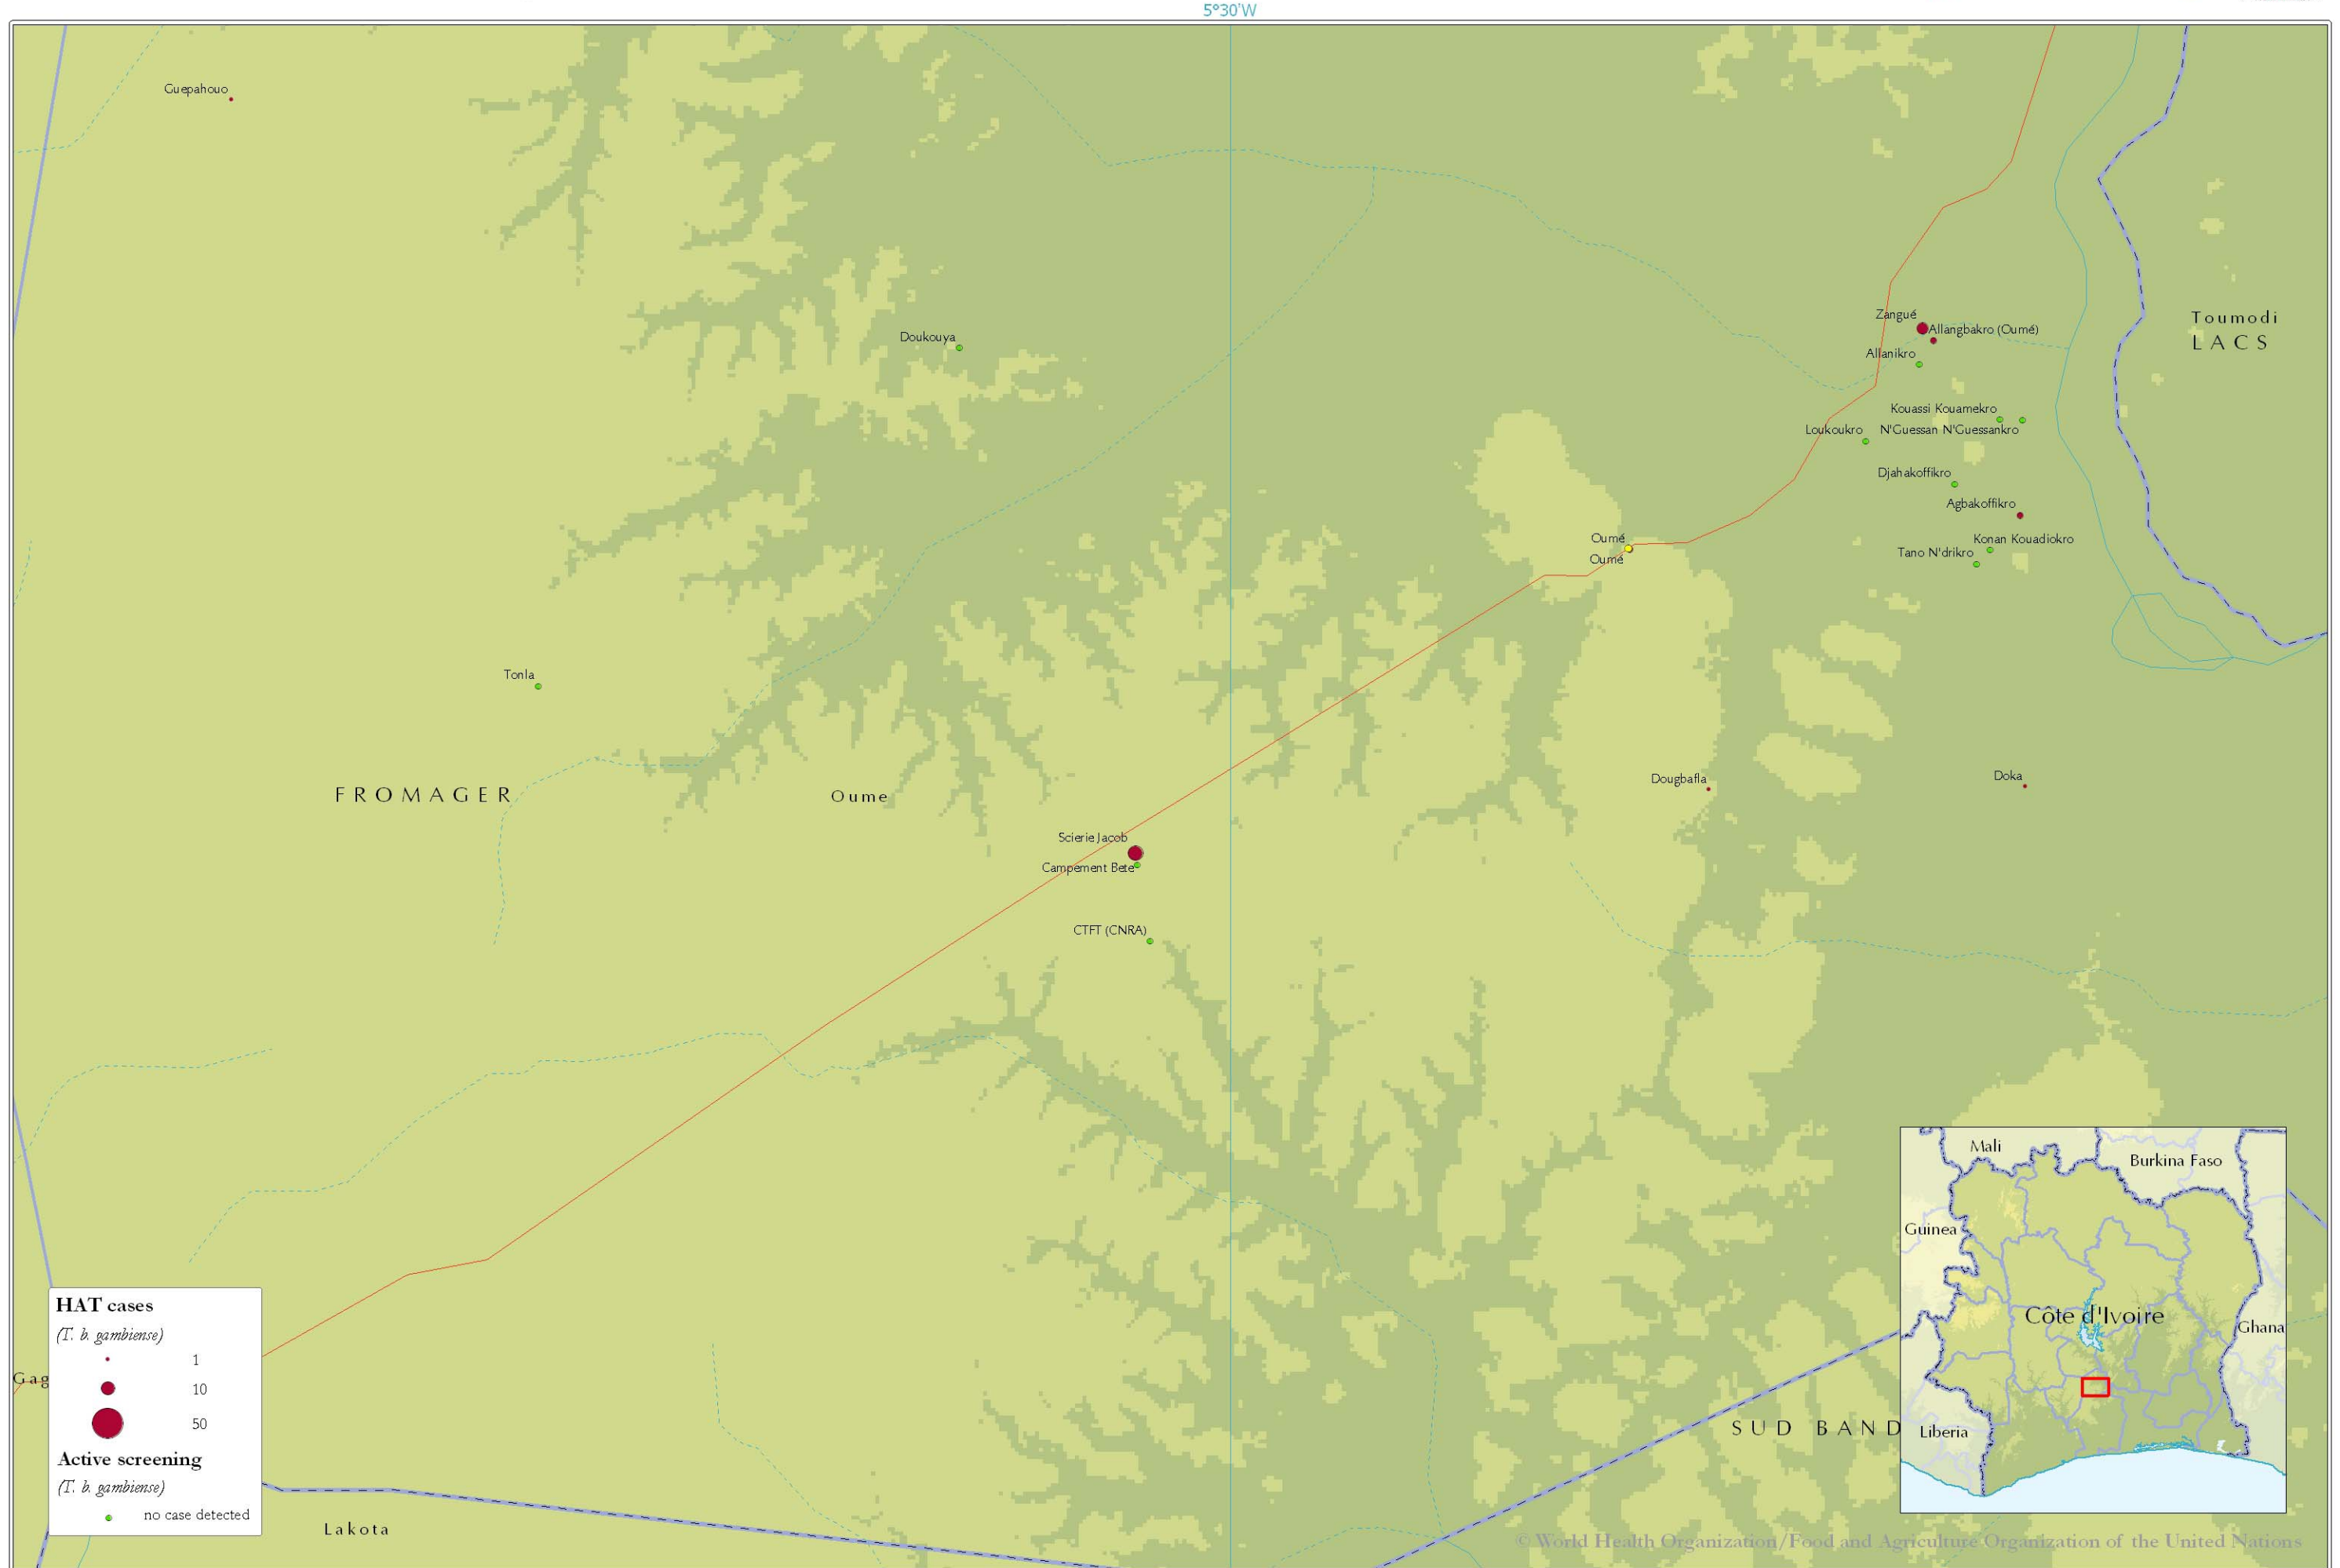 5°30'W
Guepahouo
Zangué
Allangbakro (Oumé)
Toumodi
LACS
Doukouya
Allanikro
Kouassi Kouamekro
Loukoukro
N'Guessan N'Guessankro
Djahakoffikro
Agbakoffikro
Oumé
Konan Kouadiokro
Tano N'drikro
Oumé
Tonla
Dougbafla
Doka
FROMAGER
Oume
Scierie Jacob
Campement Bete
CTFT (CNRA)
Mali
Burkina Faso
Guinea
Côte d'Ivoire
Ghana
Liberia
HAT cases
(T. b. gambiense)
1
10
50
Active screening
(T. b. gambiense)
no case detected
Gag
SUD BAND
Lakota
© World Health Organization/Food and Agriculture Organization of the United Nations